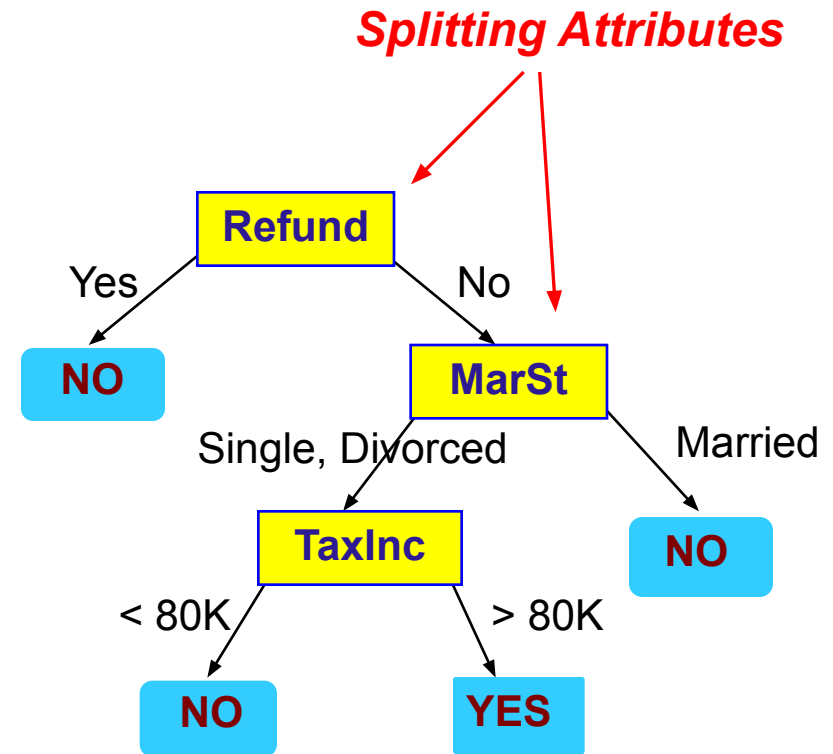 Splitting Attributes
Refund
Yes
No
NO
MarSt
Single, Divorced
Married
TaxInc
NO
< 80K
> 80K
NO
YES